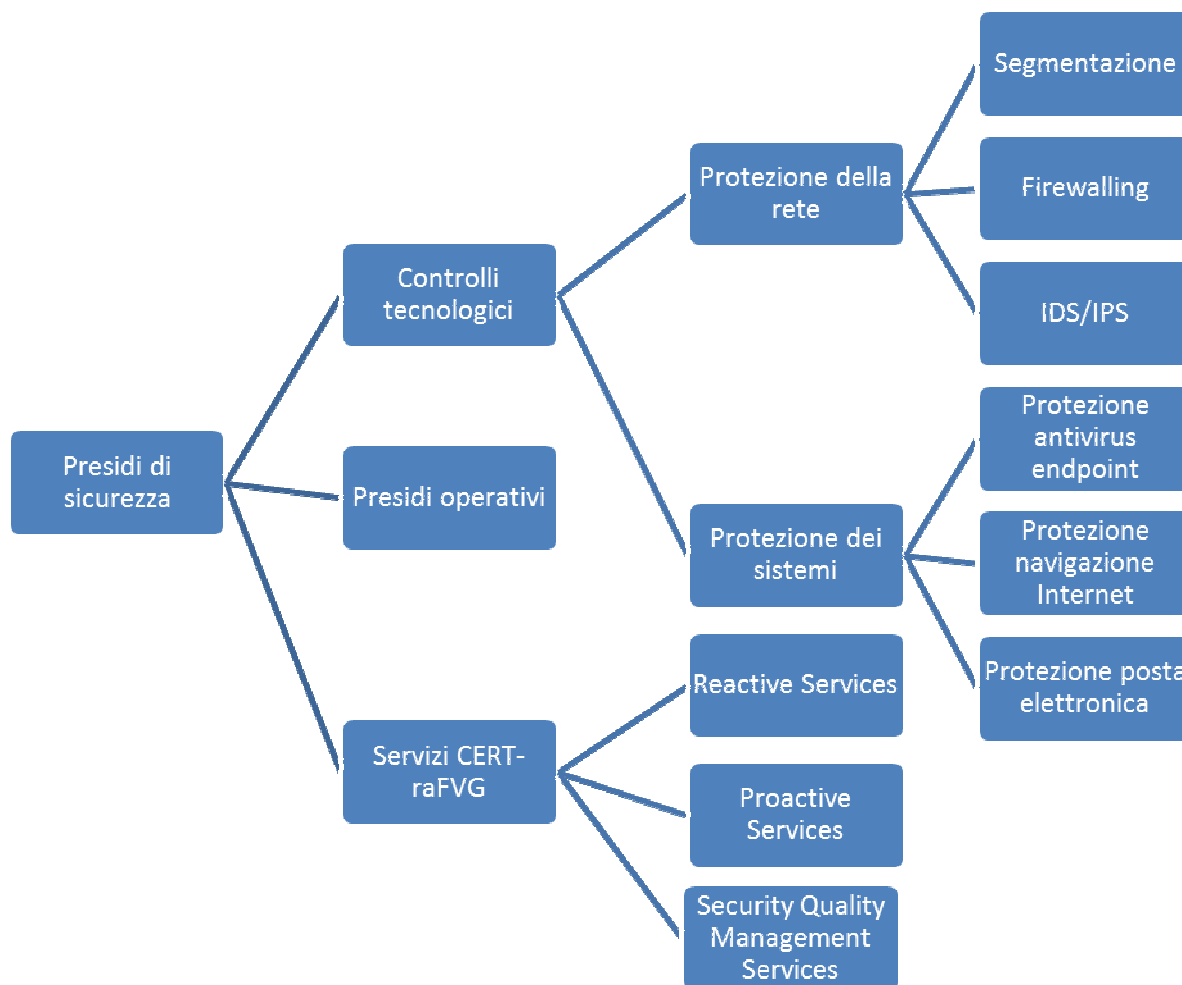 Segmentazione
Protezione della
rete
Firewalling
Controlli
tecnologici
IDS/IPS
Protezione
antivirus
endpoint
Presidi di
sicurezza
Presidi operativi
Protezione dei
sistemi
Protezione
navigazione
Internet
Reactive Services
Protezione posta
elettronica
Servizi CERT-
raFVG
Proactive
Services
Security Quality
Management
Services